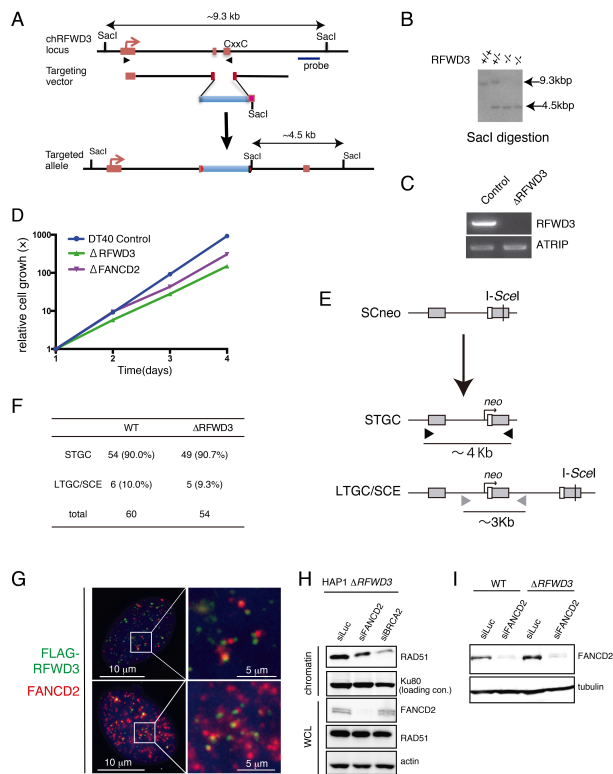 A
~9.3 kb
chRFWD3 locus
SacI
CxxC
SacI
Targeting vector
probe
SacI
~4.5 kb
Targeted allele
SacI
SacI
SacI
B
RFWD3 +/+ +/- -/- -/-
9.3kbp
4.5kbp
SacI digestion
C
Control ΔRFWD3
RFWD3
ATRIP
D
relative cell growth (×)
1000
100
10
1
1 2 3 4
Time(days)
DT40 Control
ΔRFWD3
ΔFANCD2
E
I-SceI
SCneo
neo
STGC
~4 Kb
neo
I-SceI
LTGC/SCE
~3Kb
F
WT ΔRFWD3
STGC 54 (90.0%) 49 (90.7%)
LTGC/SCE 6 (10.0%) 5 (9.3%)
total 60 54
G
FLAG-RFWD3
FANCD2
10 μm
5 μm
10 μm
5 μm
H
HAP1 ΔRFWD3
siLuc siFANCD2 siBRCA2
chromatin
RAD51
Ku80 (loading con.)
WCL
FANCD2
RAD51
actin
I
WT ΔRFWD3
siLuc siFANCD2 siLuc siFANCD2
FANCD2
tubulin